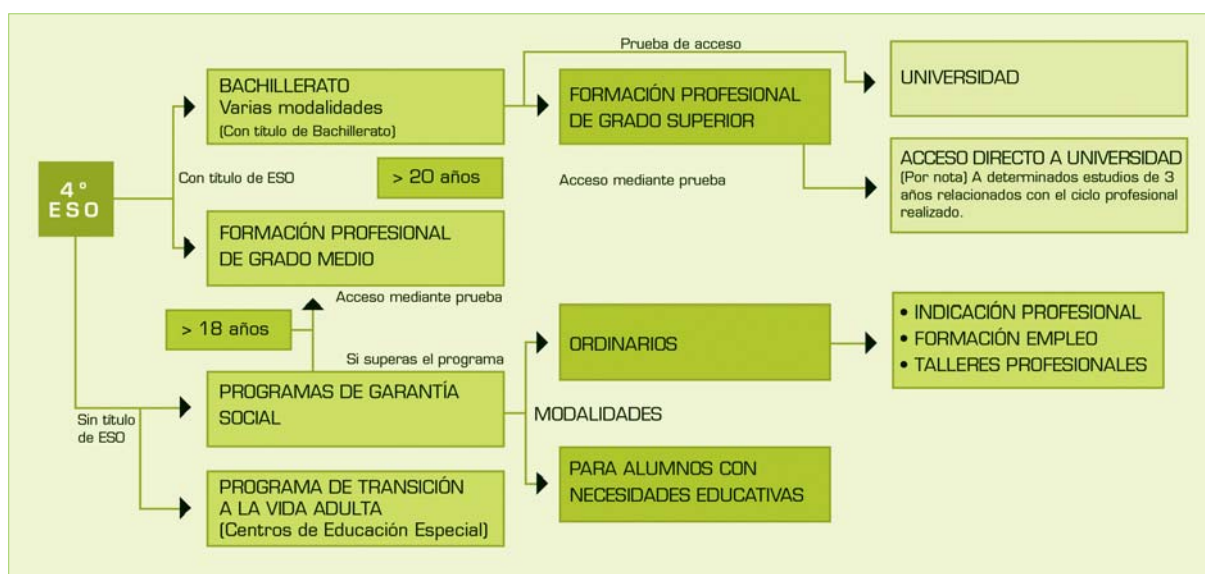 Prueba de acceso
BACHILLERATO
Varias modalidades
(Con título de Bachillerato)
FORMACIÓN PROFESIONAL
DE GRADO SUPERIOR
UNIVERSIDAD
4º
ESO
Con título de ESO
> 20 años
Acceso mediante prueba
ACCESO DIRECTO A UNIVERSIDAD
(Por nota) A determinados estudios de 3
años relacionados con el ciclo profesional
realizado.
FORMACIÓN PROFESIONAL
DE GRADO MEDIO
Acceso mediante prueba
> 18 años
Si superas el programa
ORDINARIOS
• INDICACIÓN PROFESIONAL
• FORMACIÓN EMPLEO
• TALLERES PROFESIONALES
Sin título
de ESO
PROGRAMAS DE GARANTÍA
SOCIAL
MODALIDADES
PROGRAMA DE TRANSICIÓN
A LA VIDA ADULTA
(Centros de Educación Especial)
PARA ALUMNOS CON
NECESIDADES EDUCATIVAS